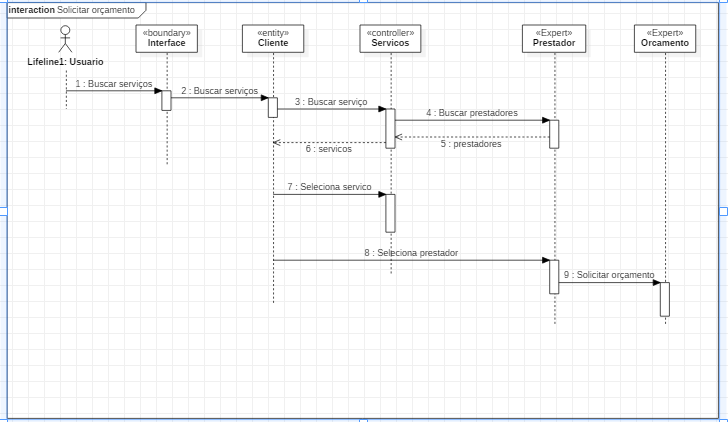 interaction Solicitar orçamento
«boundary»
Interface
«entity»
Cliente
«controller»
Servicos
«Expert»
Prestador
«Expert»
Orcamento
Lifeline1: Usuario
1 : Buscar serviços
2 : Buscar serviços
3 : Buscar serviço
4 : Buscar prestadores
5 : prestadores
6 : servicos
7 : Seleciona servico
8 : Seleciona prestador
9 : Solicitar orçamento